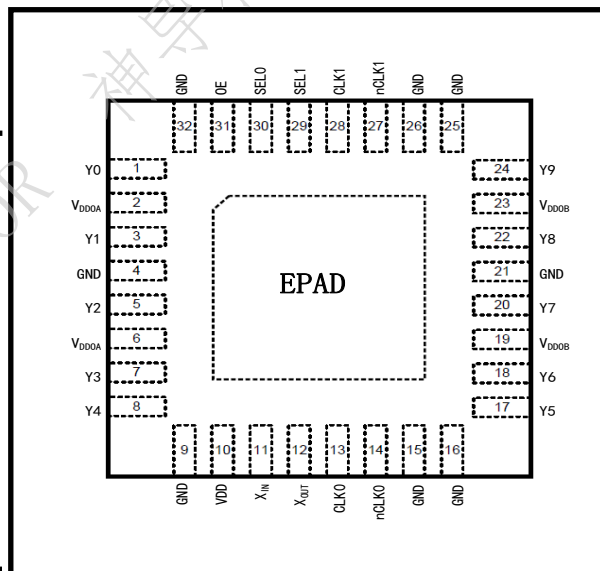 神导
OR
GND OE SEL0 SEL1 CLK1 nCLK1 GND GND
32 31 30 29 28 27 26 25
Y0 1 24 Y9
VDDOA 2 23 VDDOB
Y1 3 22 Y8
GND 4 21 GND
EPAD
Y2 5 20 Y7
VDDOA 6 19 VDDOB
Y3 7 18 Y6
Y4 8 17 Y5
9 10 11 12 13 14 15 16
GND VDD XIN XOUT CLK0 nCLK0 GND GND